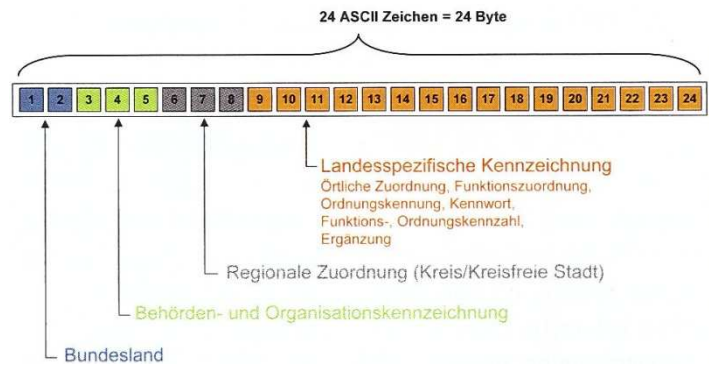 24 ASCII Zeichen = 24 Byte
1 2 3 4 5 6 7 8 9 10 11 12 13 14 15 16 17 18 19 20 21 22 23 24
Landesspezifische Kennzeichnung
Örtliche Zuordnung, Funktionszuordnung,
Ordnungskennung, Kennwort,
Funktions-, Ordnungskennzahl,
Ergänzung
Regionale Zuordnung (Kreis/Kreisfreie Stadt)
Behörden- und Organisationskennzeichnung
Bundesland